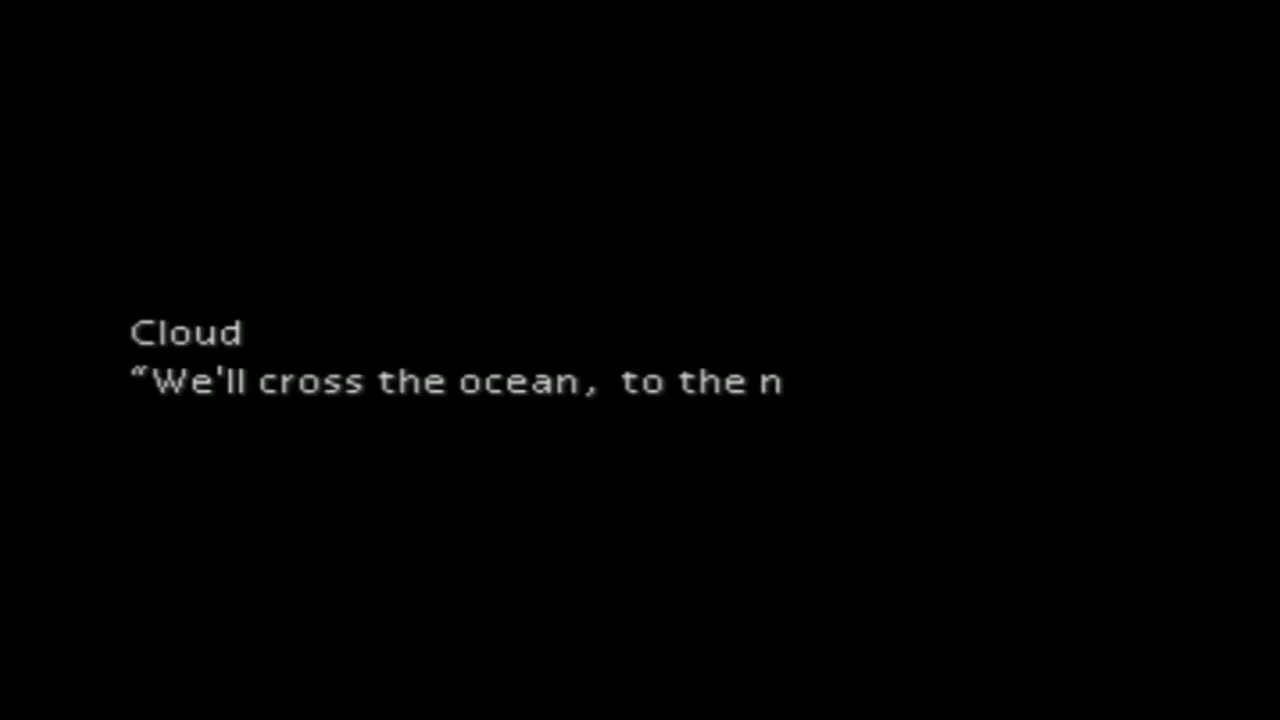 Cloud
“We'll cross the ocean, to the n